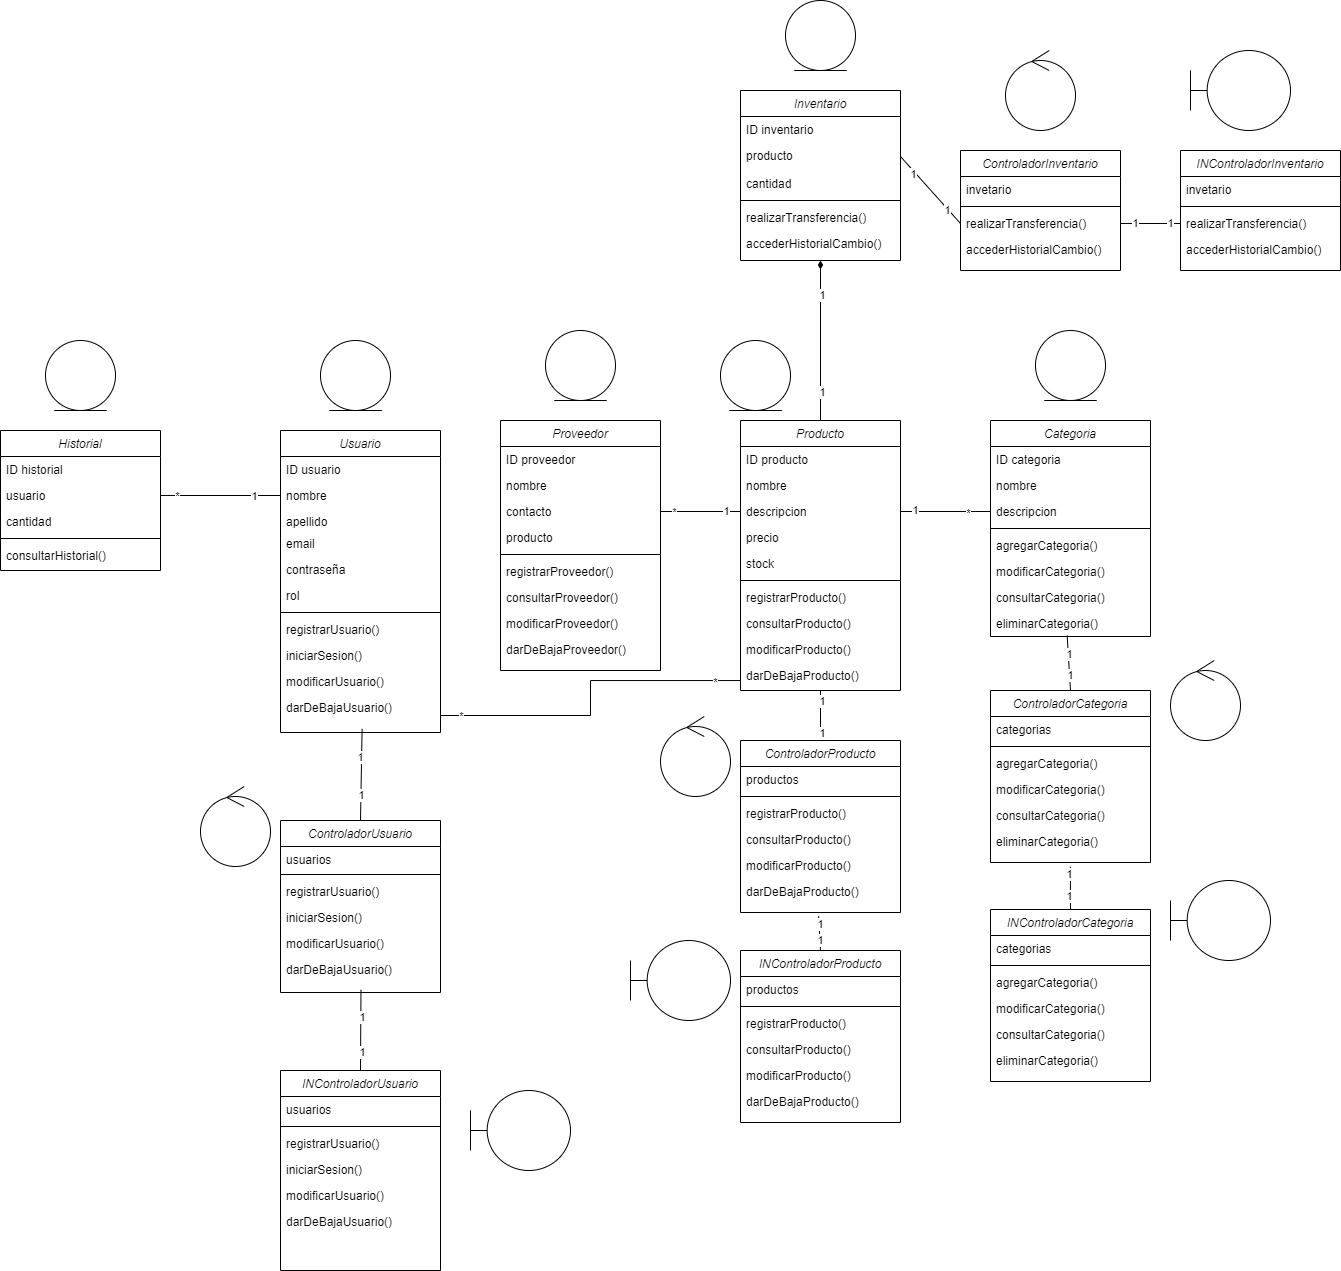 Inventario
ID inventario
producto
cantidad
realizarTransferencia()
accederHistorialCambio()
1
1
ControladorInventario
invetario
realizarTransferencia()
accederHistorialCambio()
1
1
INControladorInventario
invetario
realizarTransferencia()
accederHistorialCambio()
1
1
Historial
ID historial
usuario
cantidad
consultarHistorial()
*
1
Usuario
ID usuario
nombre
apellido
email
contraseña
rol
registrarUsuario()
iniciarSesion()
modificarUsuario()
darDeBajaUsuario()
*
*
Proveedor
ID proveedor
nombre
contacto
producto
registrarProveedor()
consultarProveedor()
modificarProveedor()
darDeBajaProveedor()
*
1
Producto
ID producto
nombre
descripcion
precio
stock
registrarProducto()
consultarProducto()
modificarProducto()
darDeBajaProducto()
1
*
Categoria
ID categoria
nombre
descripcion
agregarCategoria()
modificarCategoria()
consultarCategoria()
eliminarCategoria()
1
1
ControladorCategoria
categorias
agregarCategoria()
modificarCategoria()
consultarCategoria()
eliminarCategoria()
1
1
INControladorCategoria
categorias
agregarCategoria()
modificarCategoria()
consultarCategoria()
eliminarCategoria()
1
1
ControladorProducto
productos
registrarProducto()
consultarProducto()
modificarProducto()
darDeBajaProducto()
1
1
INControladorProducto
productos
registrarProducto()
consultarProducto()
modificarProducto()
darDeBajaProducto()
1
1
ControladorUsuario
usuarios
registrarUsuario()
iniciarSesion()
modificarUsuario()
darDeBajaUsuario()
1
1
INControladorUsuario
usuarios
registrarUsuario()
iniciarSesion()
modificarUsuario()
darDeBajaUsuario()